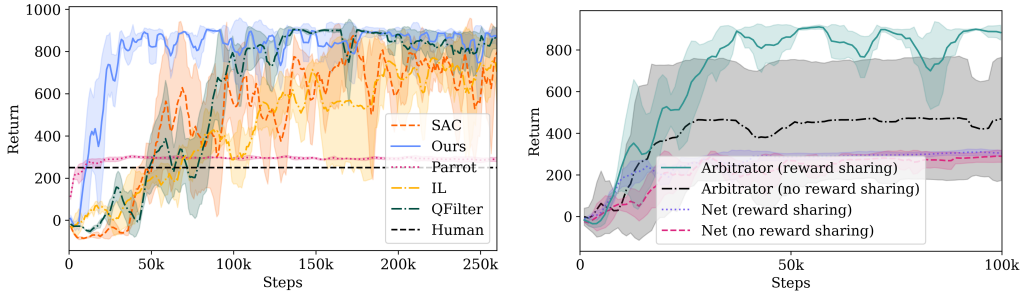 1000
800
600
400
200
0
Return
0
50k
100k
150k
200k
250k
Steps
SAC
Ours
Parrot
IL
QFilter
Human
800
600
400
200
0
Return
0
50k
100k
Steps
Arbitrator (reward sharing)
Arbitrator (no reward sharing)
Net (reward sharing)
Net (no reward sharing)